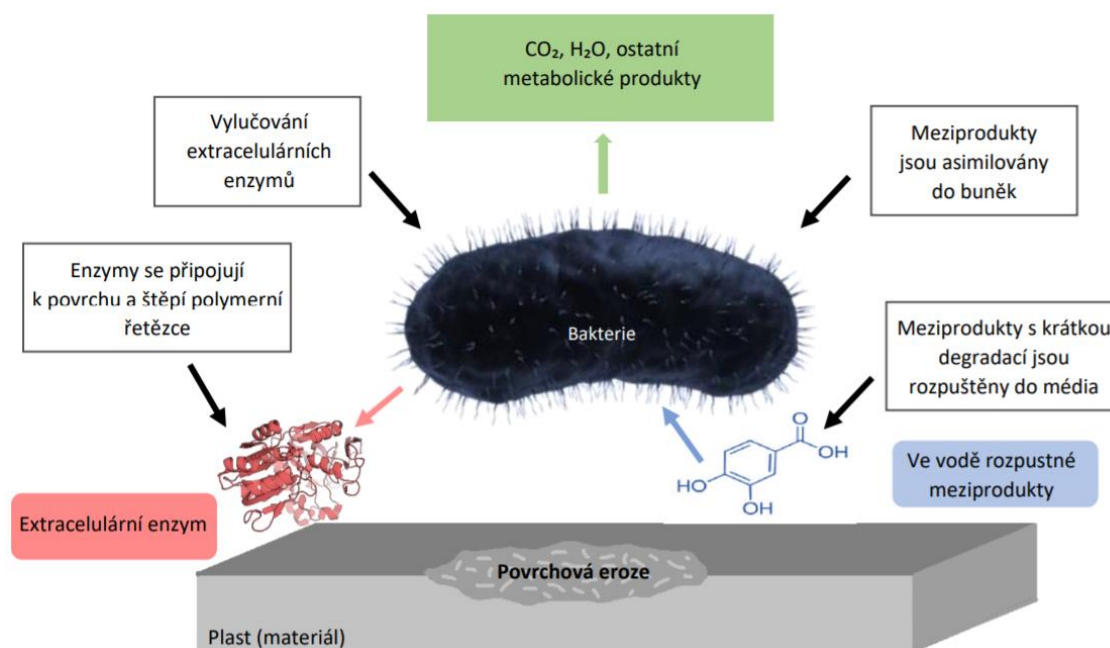 CO₂, H₂O, ostatní
metabolické produkty
Vylučování
extracelulárních
enzymů
Meziprodukty
jsou asimilovány
do buněk
Enzymy se připojují
k povrchu a štěpí polymerní
řetězce
Bakterie
Meziprodukty s krátkou
degradací jsou
rozpuštěny do média
O
OH
HO
OH
Ve vodě rozpustné
meziprodukty
Extracelulární enzym
Povrchová eroze
Plast (materiál)